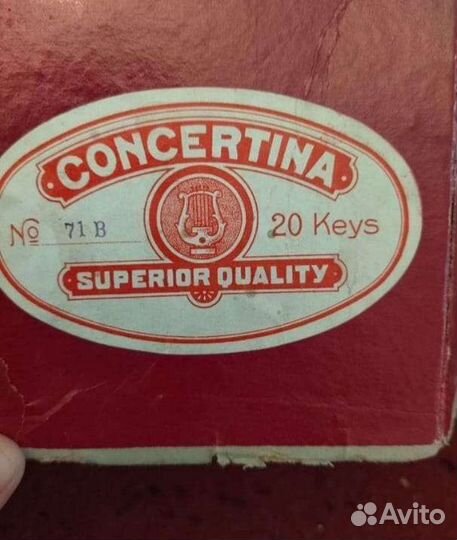 CONCERTINA
No 71 B
20 Keys
SUPERIOR QUALITY
Avito